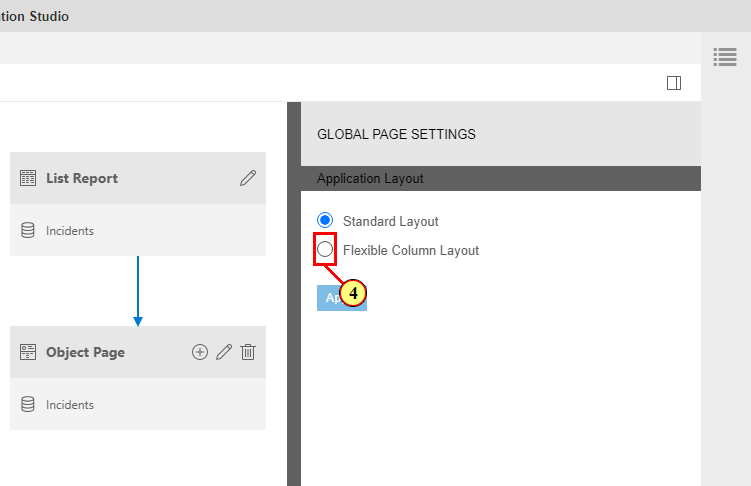 tion Studio
GLOBAL PAGE SETTINGS
Application Layout
List Report
Incidents
Standard Layout
Flexible Column Layout
4
Object Page
Incidents